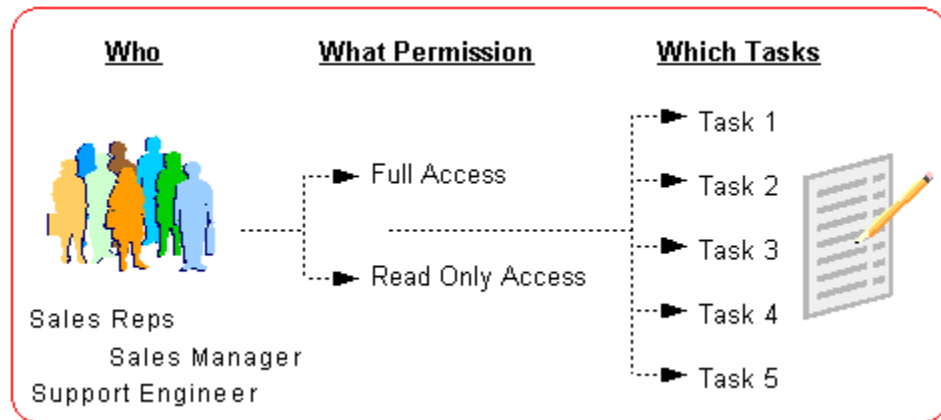 Who
What Permission
Which Tasks
Task 1
Full Access
Task 2
Task 3
Read Only Access
Sales Reps
Task 4
Sales Manager
Support Engineer
Task 5